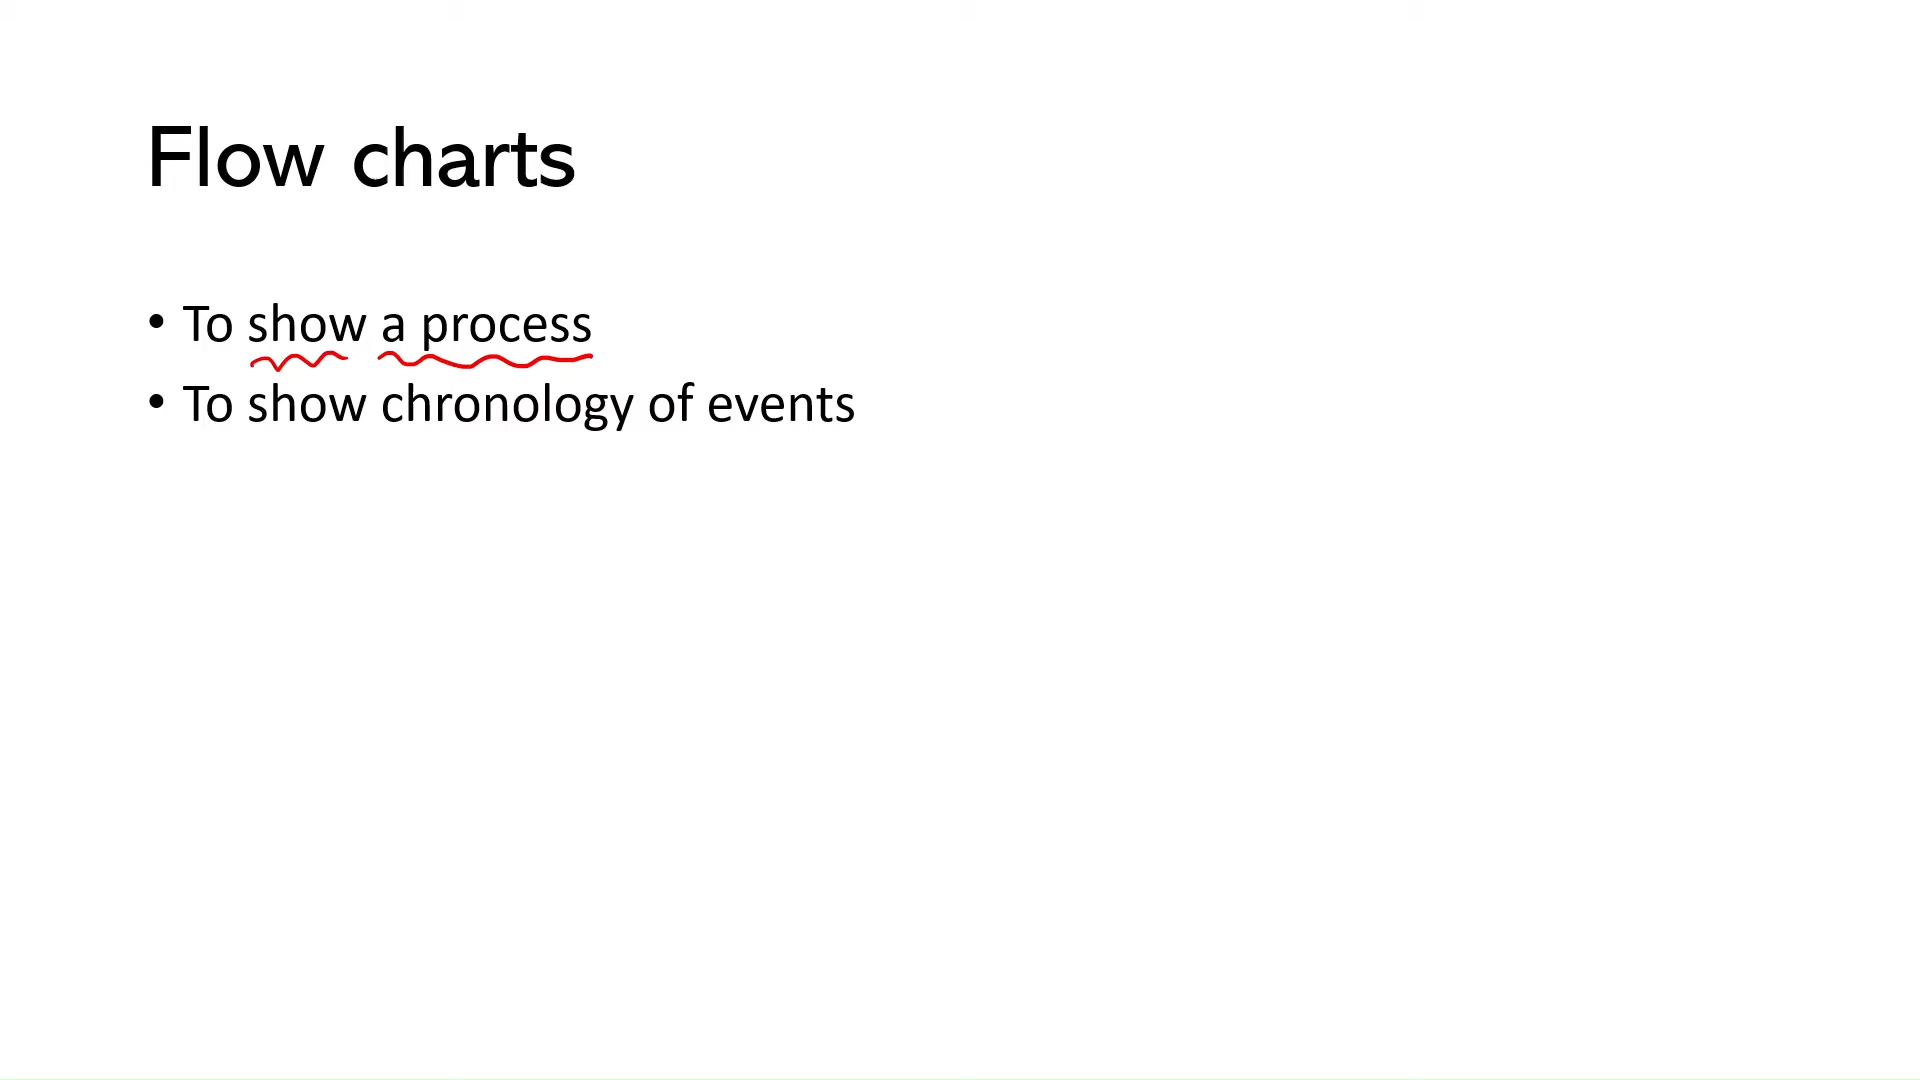 Flow charts
• To show a process
• To show chronology of events